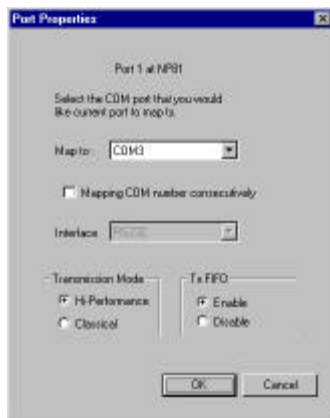 Port Properties
Port 1 at NP81
Select the COM port that you would
like current port to map to.
Map to: COM3
Mapping COM number consecutively
Interface RS232
Transmission Mode
Hi-Performance
Classical
Tx FIFO
Enable
Disable
OK Cancel